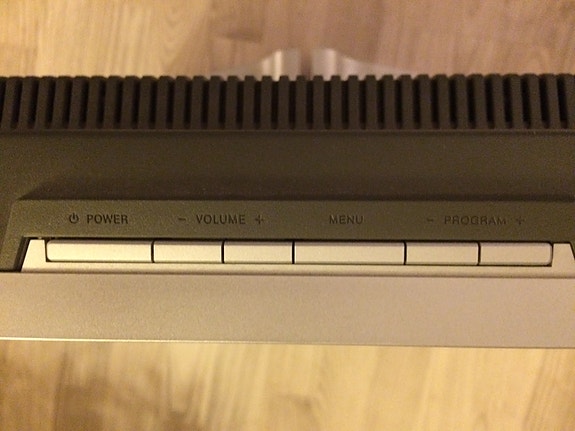 ⏻ POWER − VOLUME + MENU − PROGRAM +